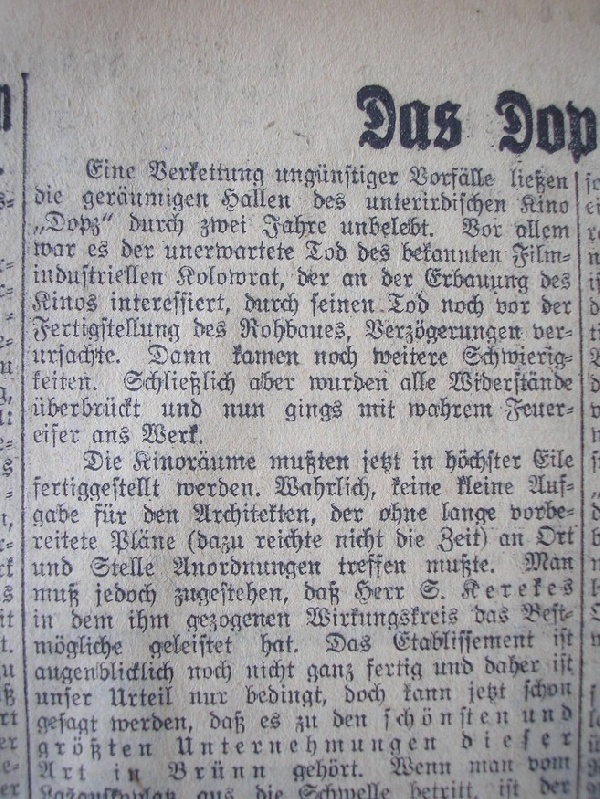 Das Dop
Eine Verkettung ungünstiger Vorfälle ließen
die geräumigen Hallen des unterirdischen Kino
„Dopz“ durch zwei Jahre unbelebt. Vor allem
war es der unerwartete Tod des bekannten Film-
industriellen Kolowrat, der an der Erbauung des
Kinos interessiert, durch seinen Tod noch vor der
Fertigstellung des Rohbaues, Verzögerungen ver-
ursachte. Dann kamen noch weitere Schwierig-
keiten. Schließlich aber wurden alle Widerstände
überbrückt und nun gings mit wahrem Feuer-
eifer ans Werk.
Die Kinoräume mußten jetzt in höchster Eile
fertiggestellt werden. Wahrlich, keine kleine Auf-
gabe für den Architekten, der ohne lange vorbe-
reitete Pläne (dazu reichte nicht die Zeit) an Ort
und Stelle Anordnungen treffen mußte. Man
muß jedoch zugestehen, daß Herr S. Kerekes
in dem ihm gezogenen Wirkungskreis das Best-
mögliche geleistet hat. Das Etablissement ist
augenblicklich noch nicht ganz fertig und daher ist
unser Urteil nur bedingt, doch kann jetzt schon
gesagt werden, daß es zu den schönsten und
größten Unternehmungen dieser
Art in Brünn gehört. Wenn man vom
Lažanskyplatz aus die Schwelle betritt, ist der